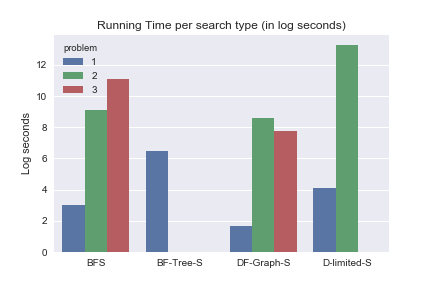 Running Time per search type (in log seconds)
problem
1
2
3
Log seconds
12
10
8
6
4
2
0
BFS BF-Tree-S DF-Graph-S D-limited-S